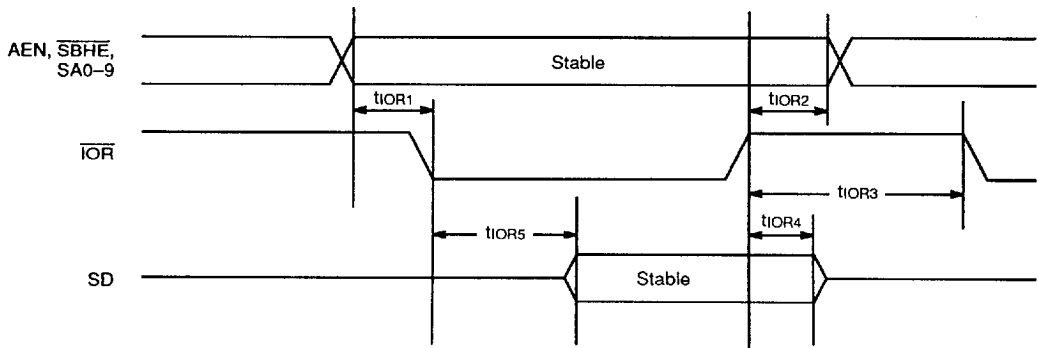 AEN, SBHE,
SA0–9
Stable
tIOR1
tIOR2
IOR
tIOR3
tIOR5
tIOR4
SD
Stable